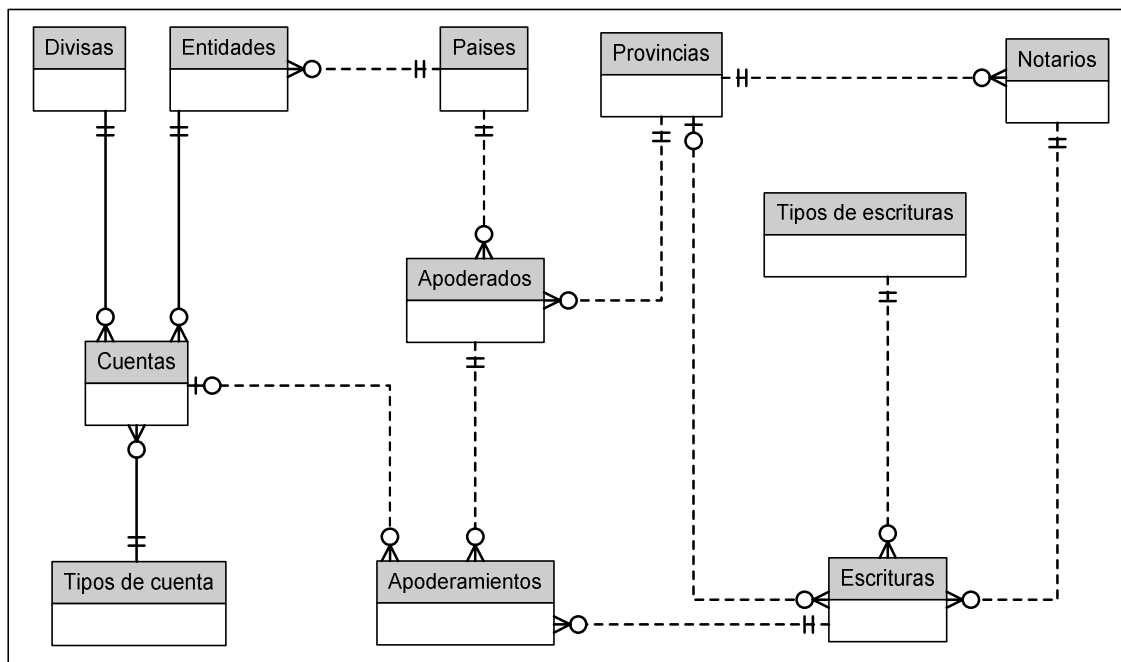 Divisas
Entidades
Paises
Provincias
Notarios
Tipos de escrituras
Apoderados
Cuentas
Tipos de cuenta
Apoderamientos
Escrituras